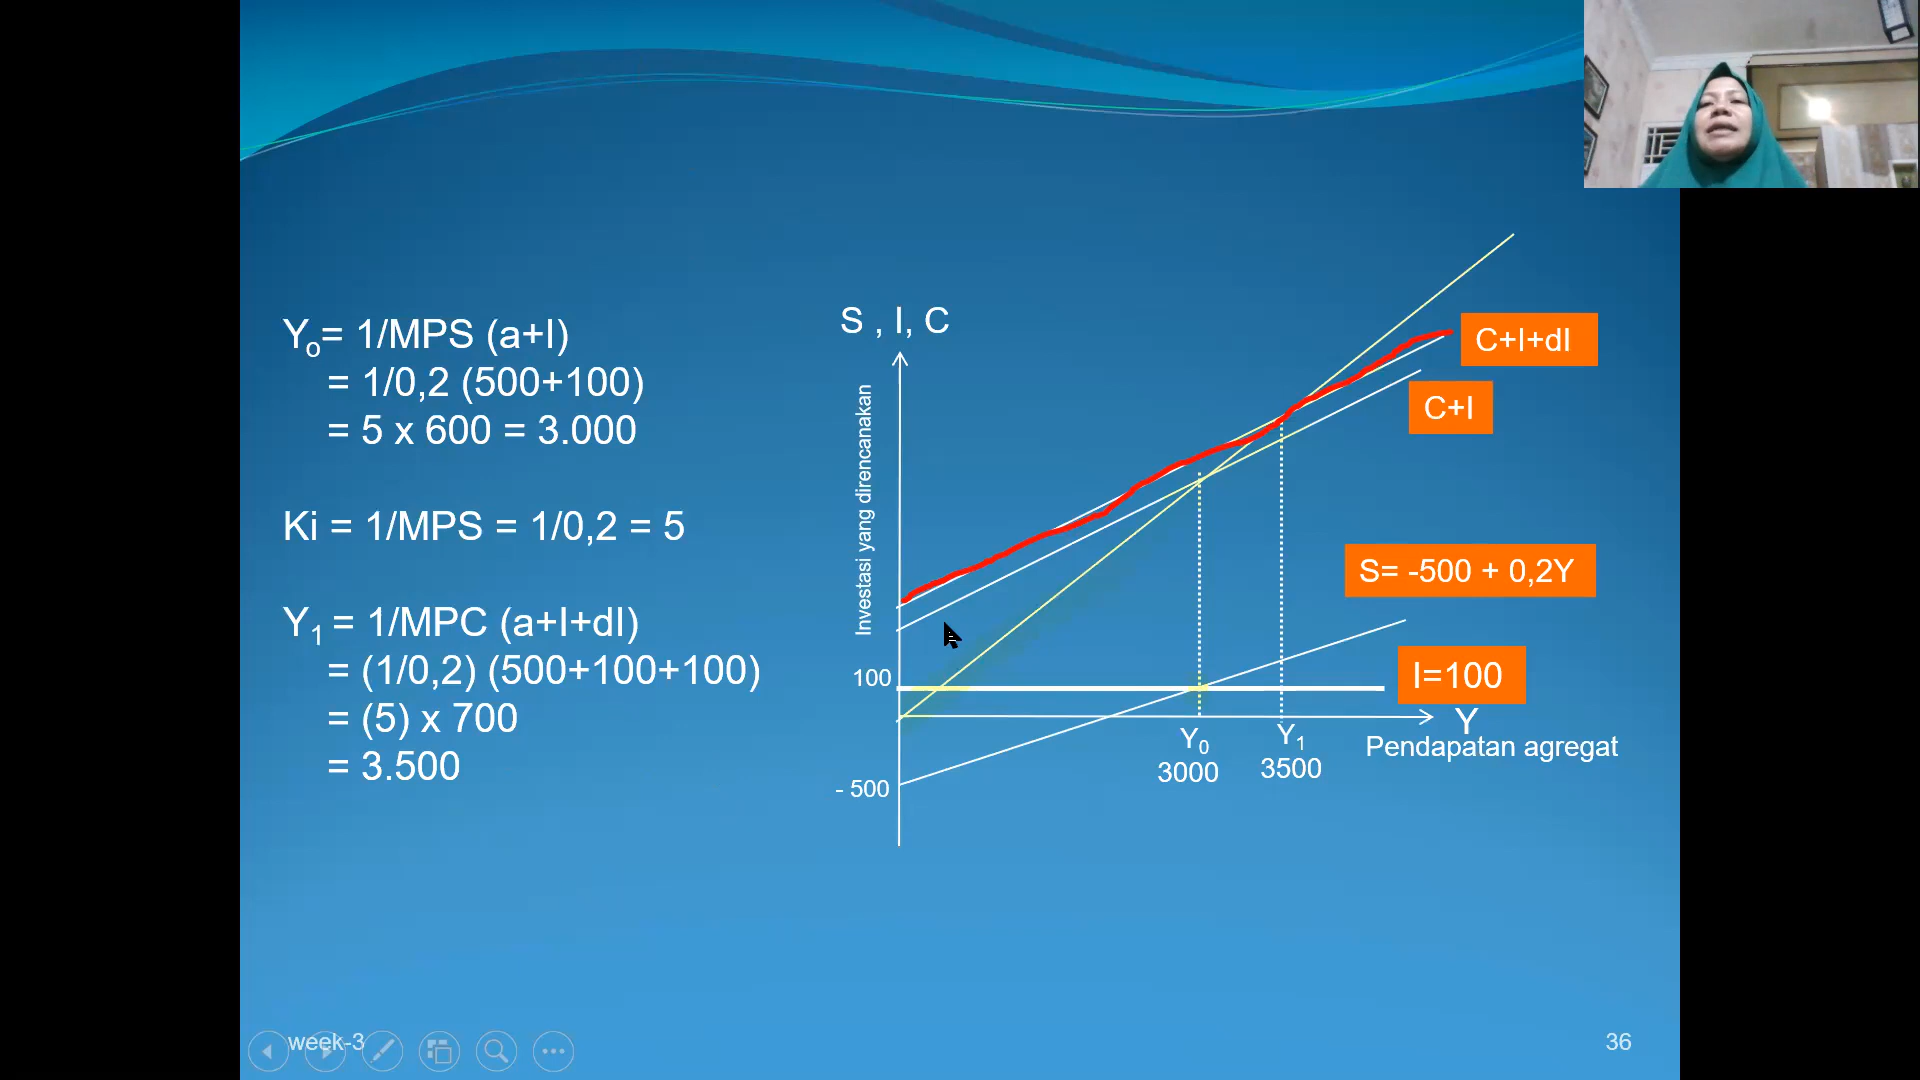 Yo= 1/MPS (a+I)
= 1/0,2 (500+100)
= 5 x 600 = 3.000
Ki = 1/MPS = 1/0,2 = 5
Y1 = 1/MPC (a+I+dI)
= (1/0,2) (500+100+100)
= (5) x 700
= 3.500
S , I, C
Investasi yang direncanakan
C+I+dI
C+I
S= -500 + 0,2Y
100
I=100
Y
Pendapatan agregat
Y0
3000
Y1
3500
- 500
week-3
36